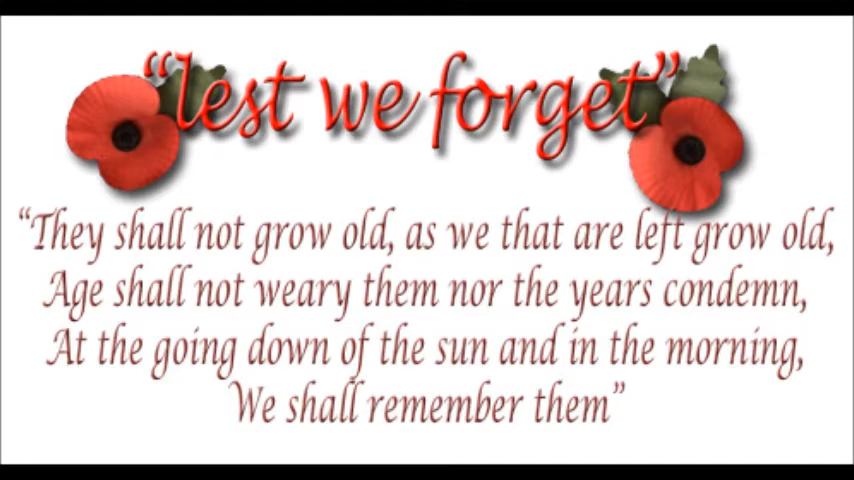 “lest we forget”
“They shall not grow old, as we that are left grow old,
Age shall not weary them nor the years condemn,
At the going down of the sun and in the morning,
We shall remember them”